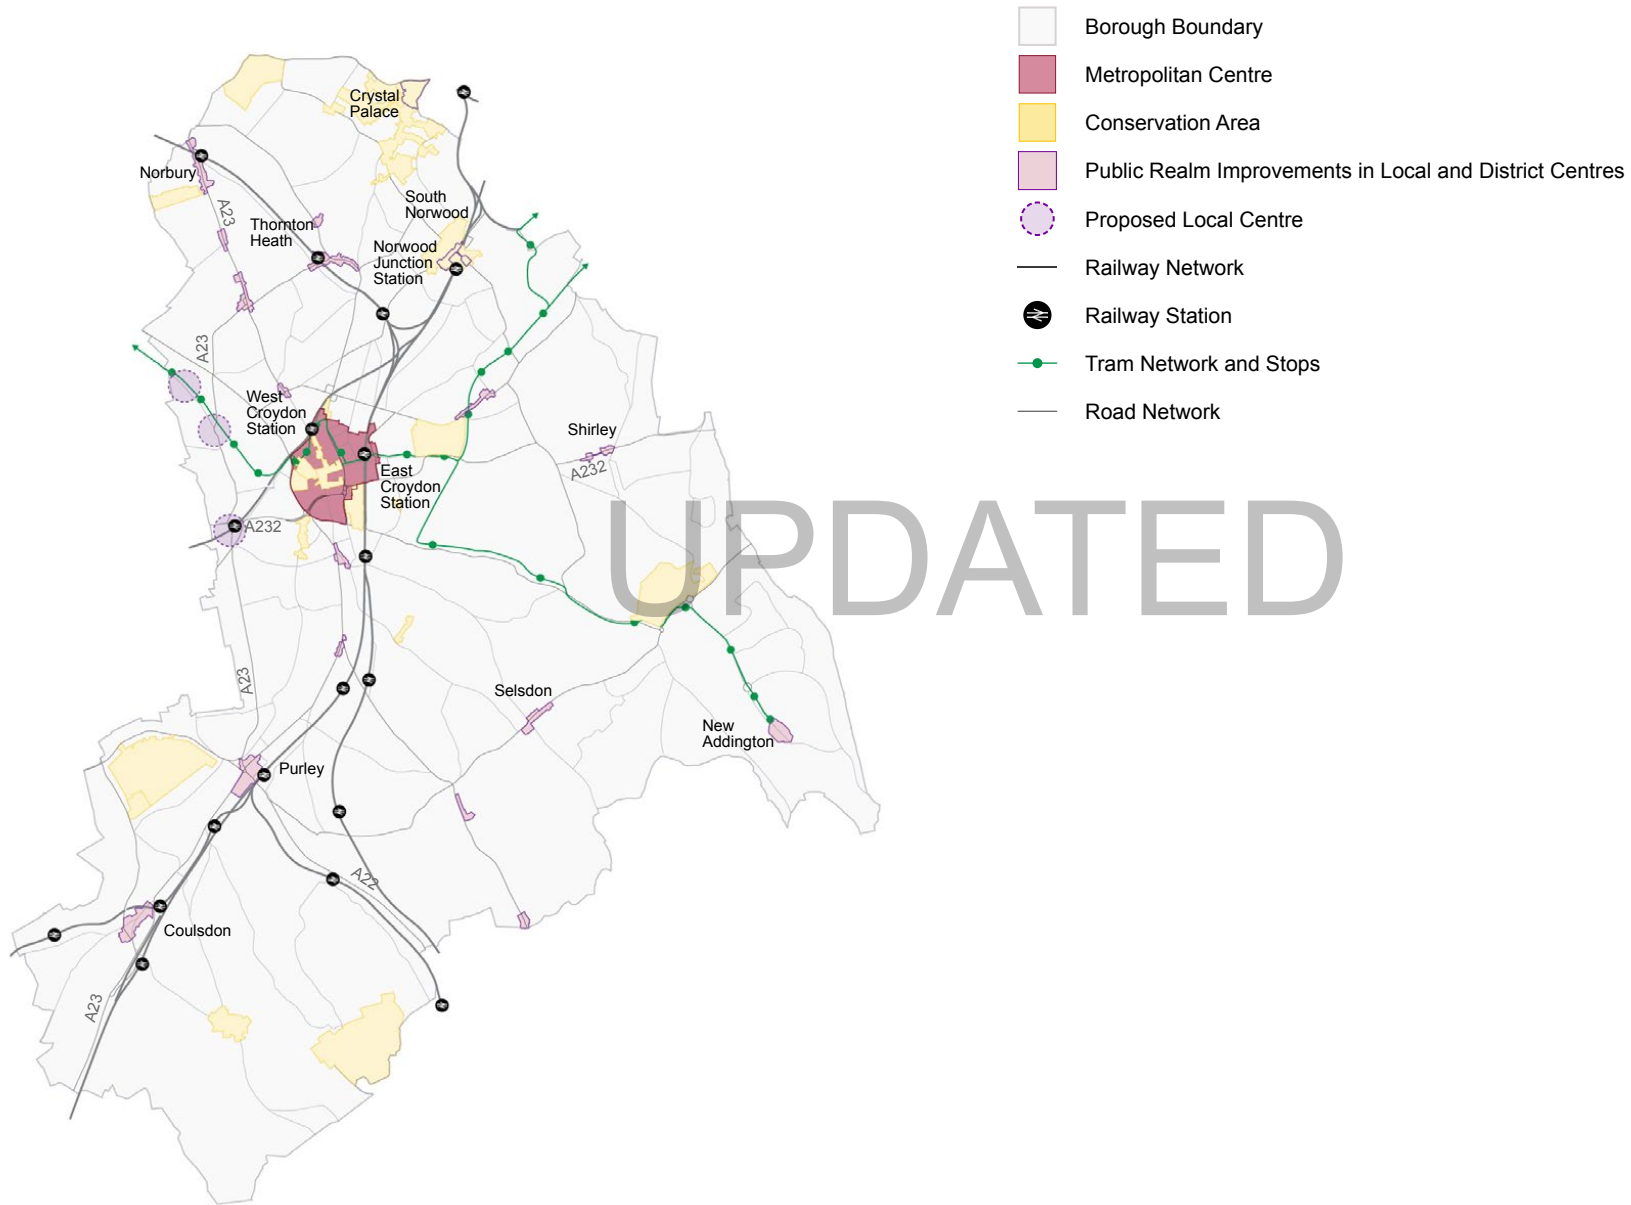 Borough Boundary
Metropolitan Centre
Conservation Area
Public Realm Improvements in Local and District Centres
Proposed Local Centre
Railway Network
Railway Station
Tram Network and Stops
Road Network
Crystal
Palace
Norbury
A23
South
Norwood
Thornton
Heath
Norwood
Junction
Station
A23
West
Croydon
Station
Shirley
A232
East
Croydon
Station
A232
UPDATED
A23
Selsdon
New
Addington
Purley
A22
Coulsdon
A23